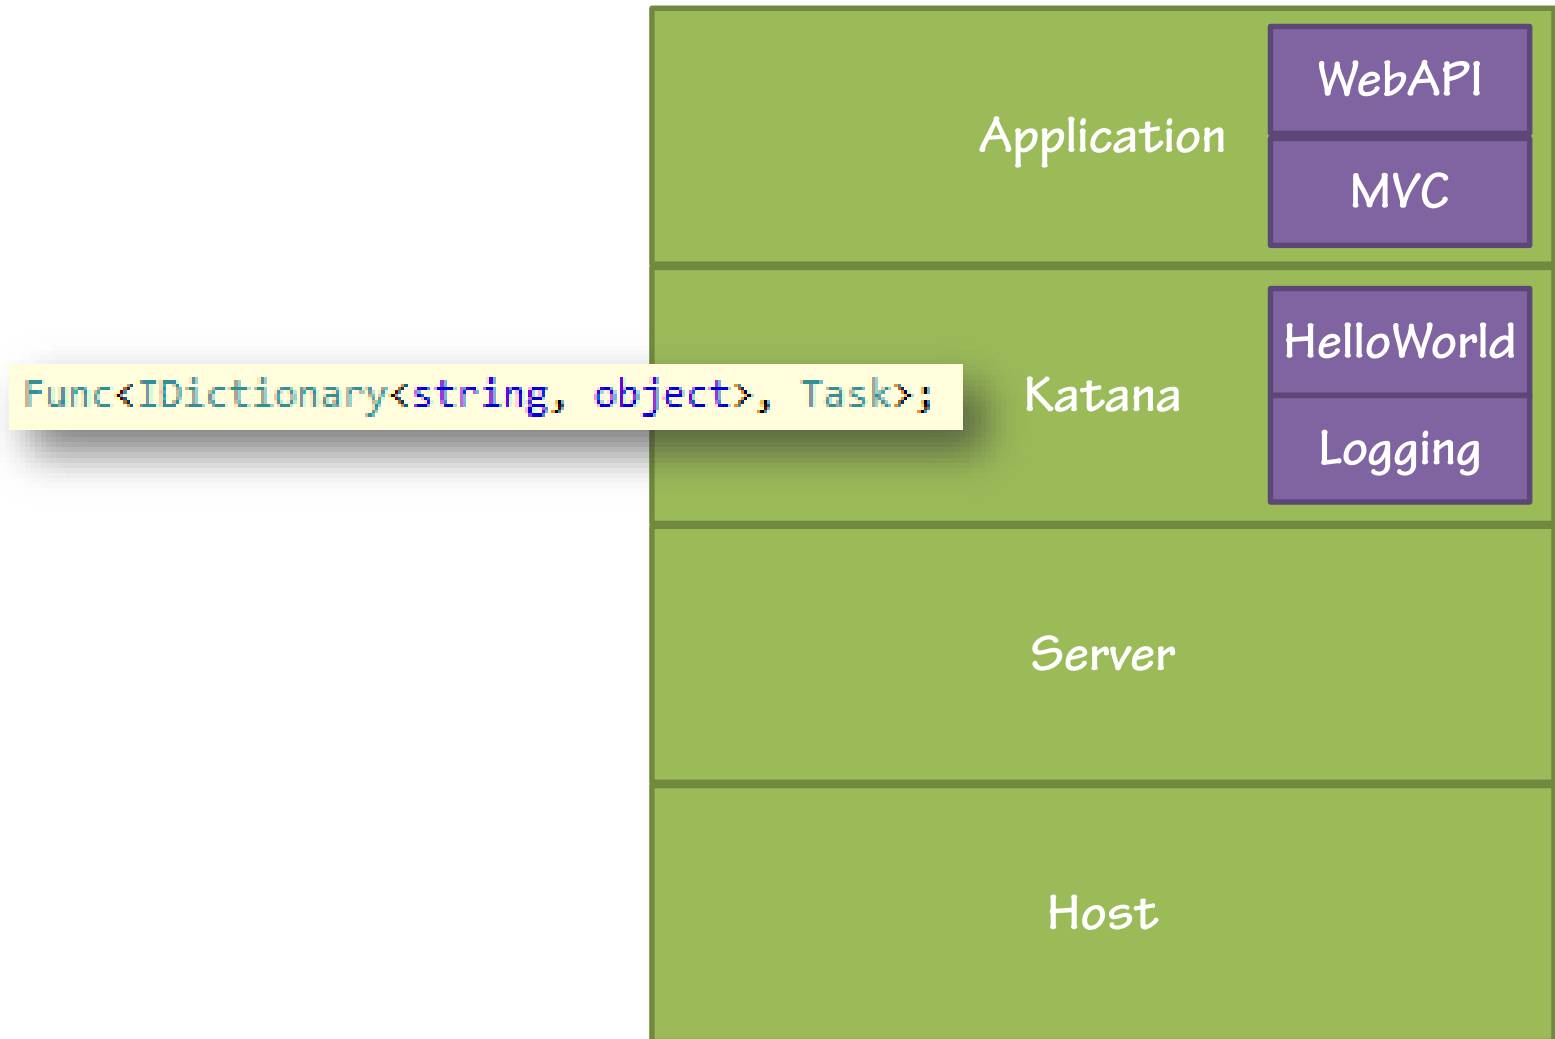 WebAPI
Application
MVC
HelloWorld
Func<IDictionary<string, object>, Task>;
Katana
Logging
Server
Host